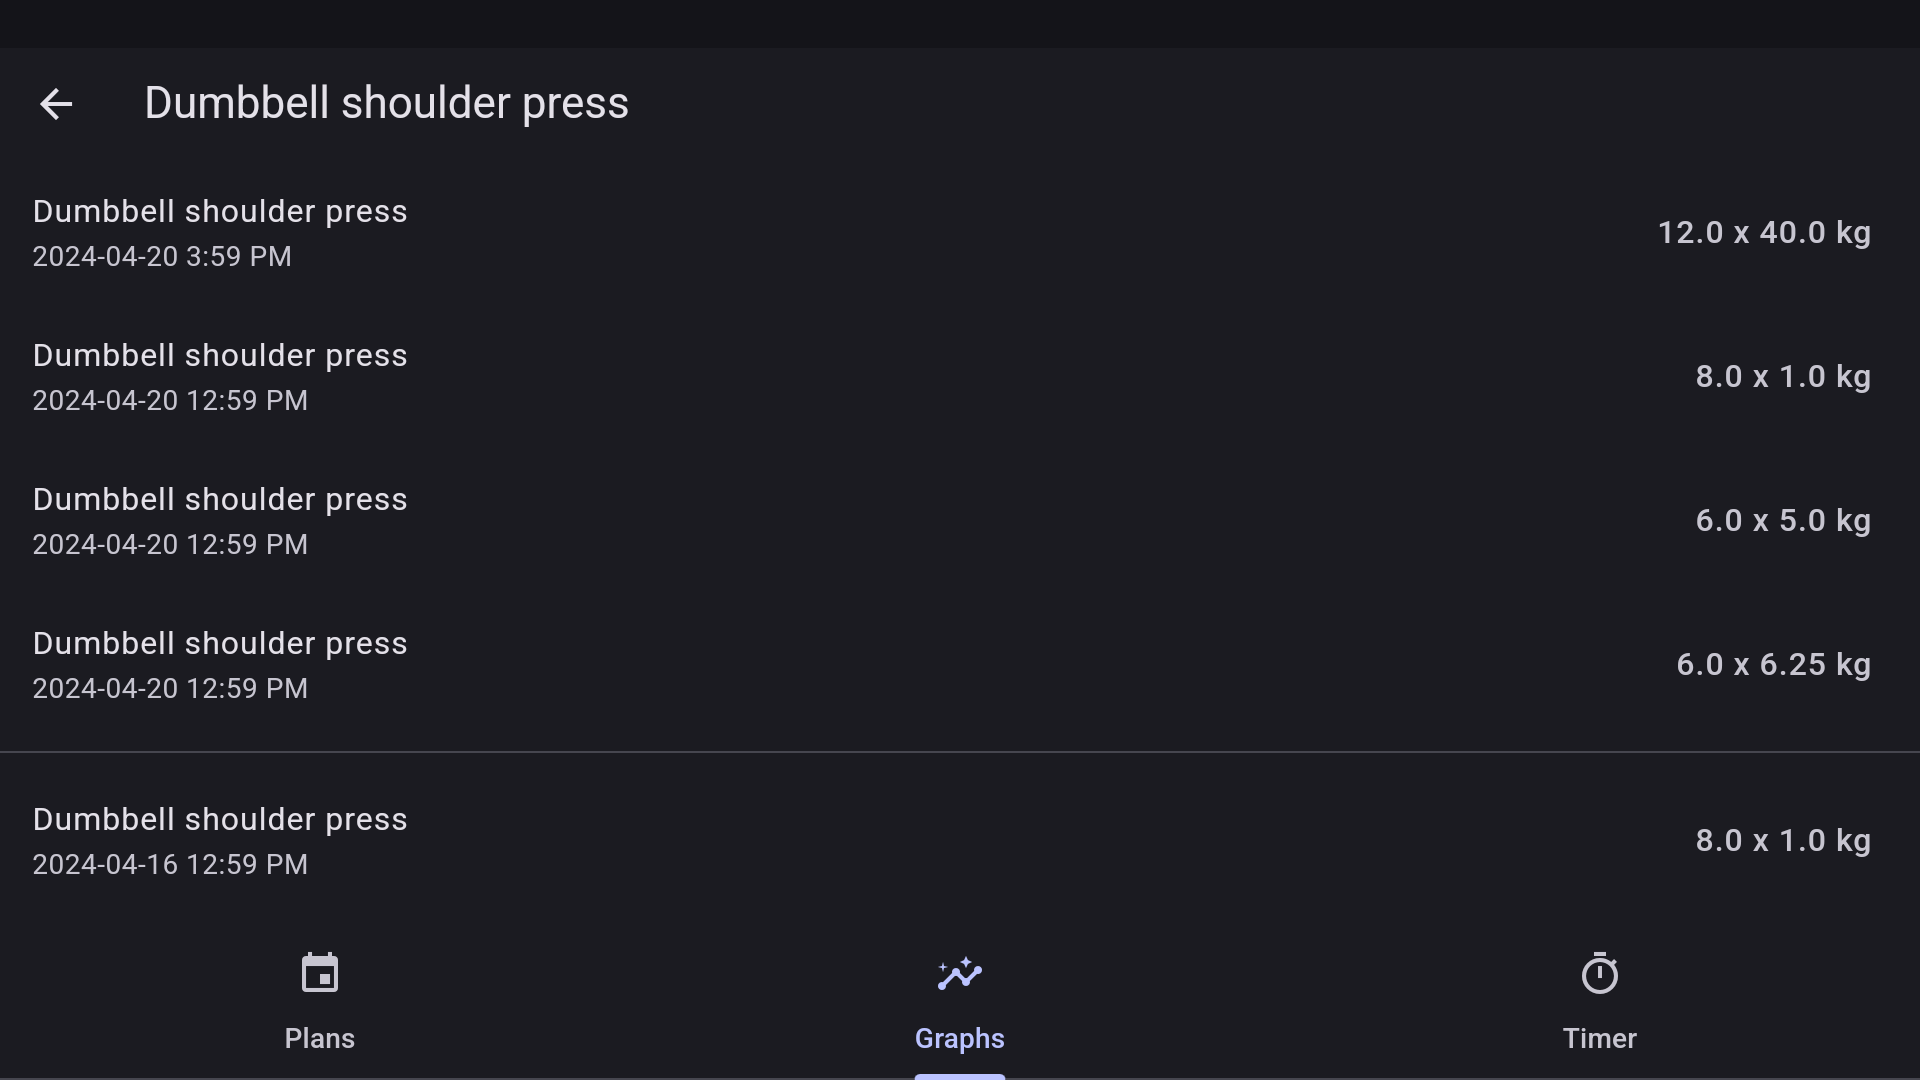 Dumbbell shoulder press
Dumbbell shoulder press
2024-04-20 3:59 PM
12.0 x 40.0 kg
Dumbbell shoulder press
2024-04-20 12:59 PM
8.0 x 1.0 kg
Dumbbell shoulder press
2024-04-20 12:59 PM
6.0 x 5.0 kg
Dumbbell shoulder press
2024-04-20 12:59 PM
6.0 x 6.25 kg
Dumbbell shoulder press
2024-04-16 12:59 PM
8.0 x 1.0 kg
Plans
Graphs
Timer